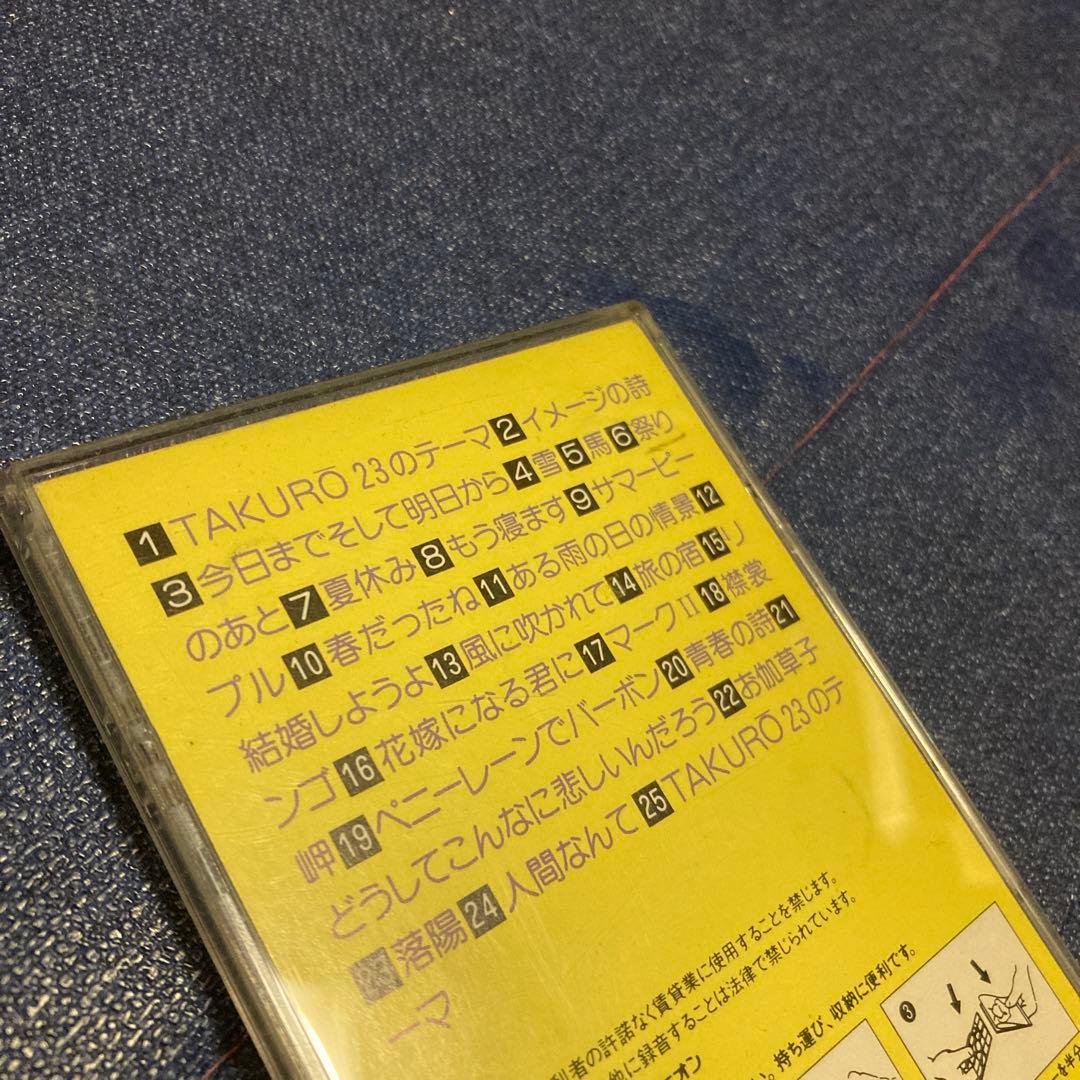 1 TAKURŌ 23のテーマ 2 イメージの詩
3 今日までそして明日から 4 雪 5 馬 6 祭り
のあと 7 夏休み 8 もう寝ます 9 サマーピー
プル 10 春だったね 11 ある雨の日の情景 12
結婚しようよ 13 風に吹かれて 14 旅の宿 15 リ
ンゴ 16 花嫁になる君に 17 マークII 18 襟裳
岬 19 ペニーレーンでバーボン 20 青春の詩 21
どうしてこんなに悲しいんだろう 22 お伽草子
落陽 24 人間なんて 25 TAKURŌ 23のテ
ーマ
者の許諾なく賃貸業に使用することを禁じます。
他に録音することは法律で禁じられています。
オン
。持ち運び、収納に便利です。
3